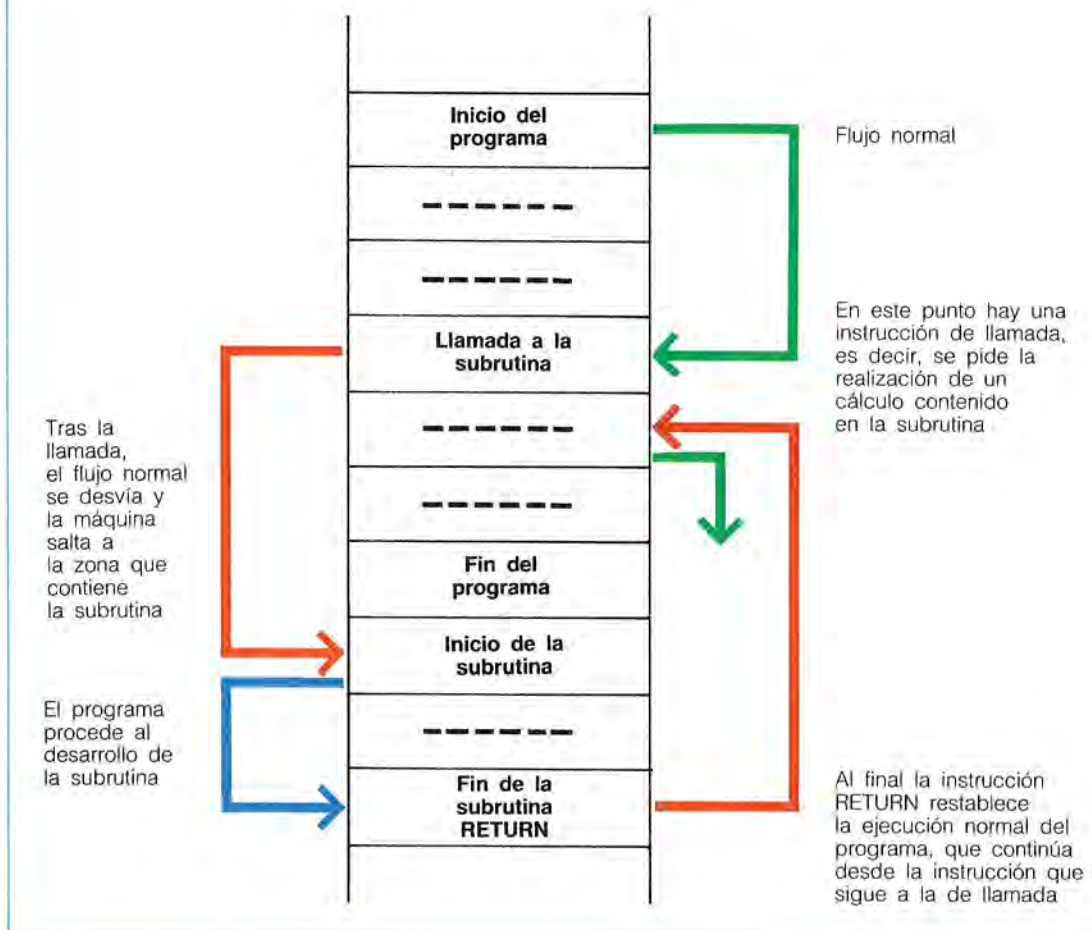 Inicio del
programa
Flujo normal
Llamada a la
subrutina
En este punto hay una
instrucción de llamada,
es decir, se pide la
realización de un
cálculo contenido
en la subrutina
Tras la
llamada,
el flujo normal
se desvía y
la máquina
salta a
la zona que
contiene
la subrutina
Fin del
programa
Inicio de la
subrutina
El programa
procede al
desarrollo de
la subrutina
Fin de la
subrutina
RETURN
Al final la instrucción
RETURN restablece
la ejecución normal del
programa, que continúa
desde la instrucción que
sigue a la de llamada